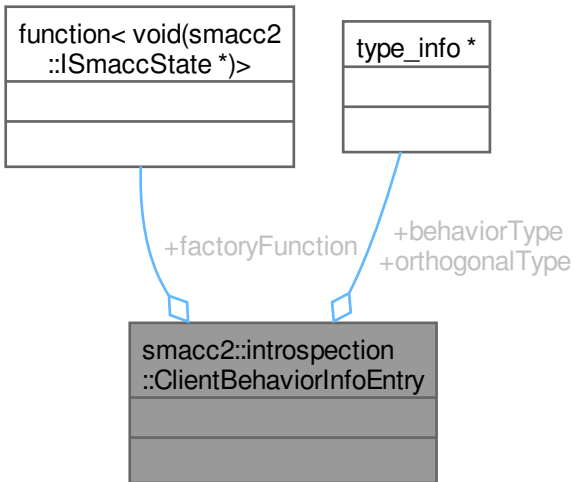 function< void(smacc2
::ISmaccState *)>
type_info *
+factoryFunction
+behaviorType
+orthogonalType
smacc2::introspection
::ClientBehaviorInfoEntry